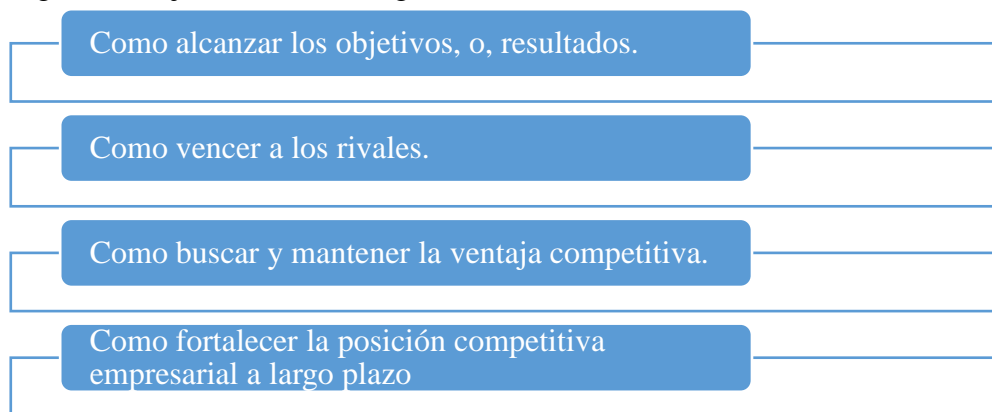 Como alcanzar los objetivos, o, resultados.
Como vencer a los rivales.
Como buscar y mantener la ventaja competitiva.
Como fortalecer la posición competitiva
empresarial a largo plazo